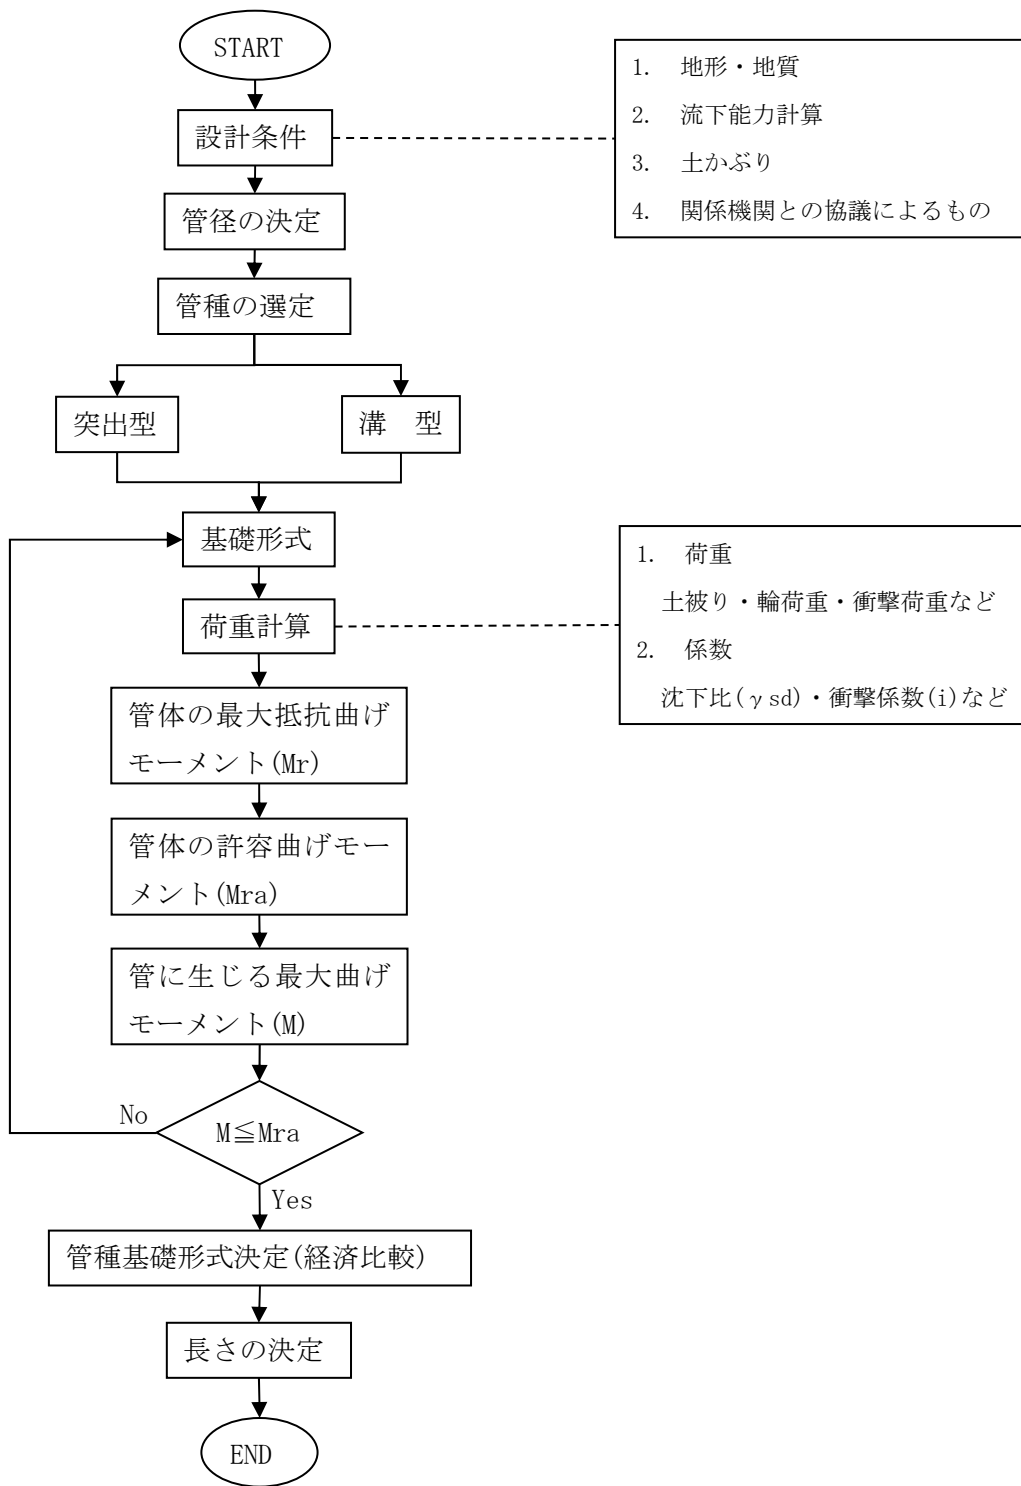 START
設計条件
1. 地形・地質
2. 流下能力計算
3. 土かぶり
4. 関係機関との協議によるもの
管径の決定
管種の選定
突出型
溝　型
基礎形式
荷重計算
1. 荷重
土被り・輪荷重・衝撃荷重など
2. 係数
沈下比(γsd)・衝撃係数(i)など
管体の最大抵抗曲げ
モーメント(Mr)
管体の許容曲げモー
メント(Mra)
管に生じる最大曲げ
モーメント(M)
No
M≦Mra
Yes
管種基礎形式決定(経済比較)
長さの決定
END